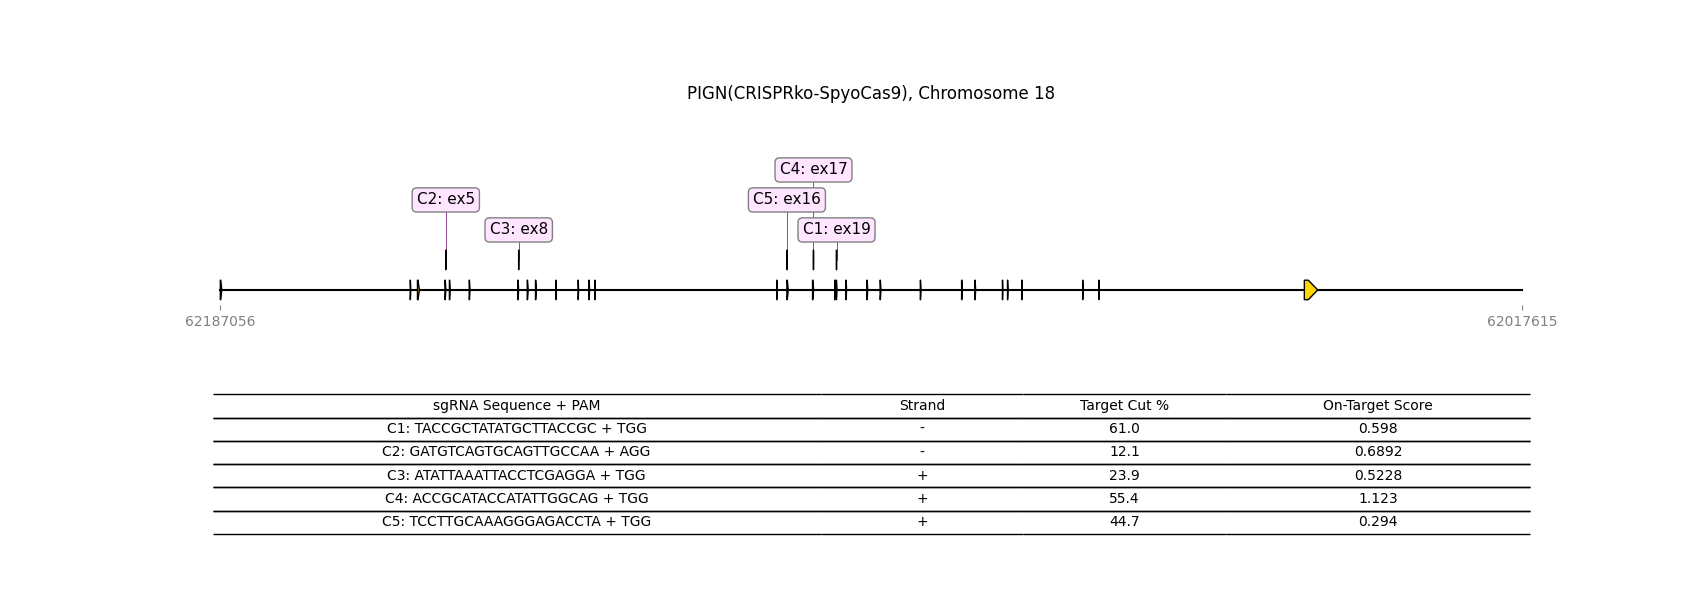 PIGN(CRISPRko-SpyoCas9), Chromosome 18
C4: ex17
C2: ex5
C5: ex16
C3: ex8
C1: ex19
62187056
62017615
sgRNA Sequence + PAM Strand Target Cut % On-Target Score
C1: TACCGCTATATGCTTACCGC + TGG - 61.0 0.598
C2: GATGTCAGTGCAGTTGCCAA + AGG - 12.1 0.6892
C3: ATATTAAATTACCTCGAGGA + TGG + 23.9 0.5228
C4: ACCGCATACCATATTGGCAG + TGG + 55.4 1.123
C5: TCCTTGCAAAGGGAGACCTA + TGG + 44.7 0.294